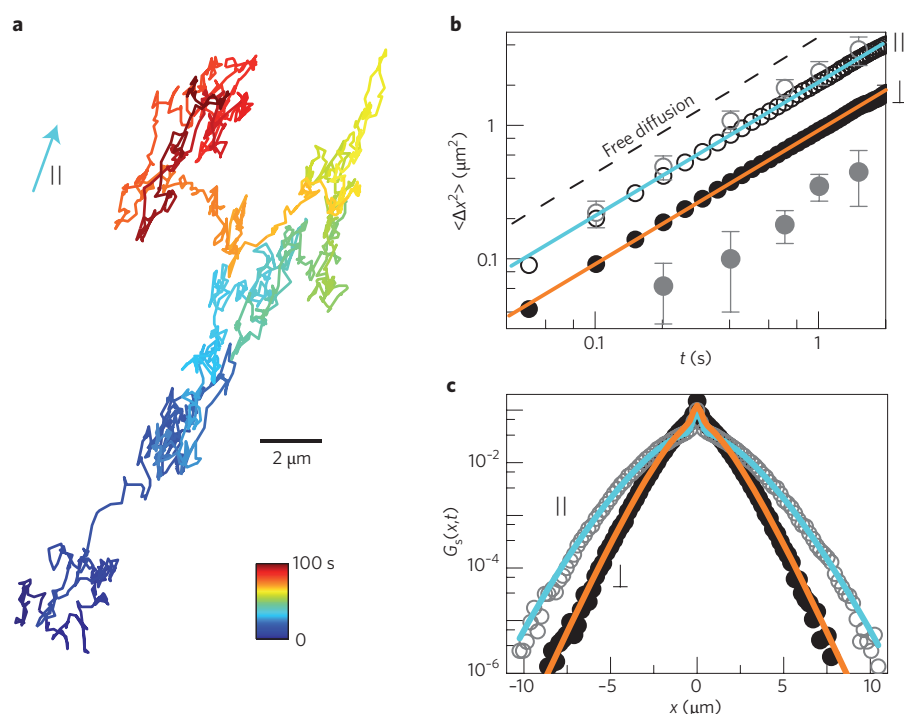 a
||
2 μm
100 s
0
b
<Δx²> (μm²)
1
0.1
Free diffusion
||
⊥
0.1
1
t (s)
c
Gs(x,t)
10⁻²
10⁻⁴
10⁻⁶
||
⊥
-10
-5
0
5
10
x (μm)